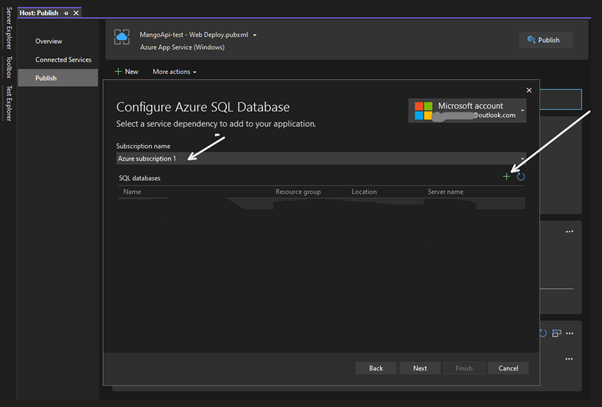 Host: Publish
Server Explorer
Toolbox
Test Explorer
Overview
Connected Services
Publish
MangoApi-test - Web Deploy.pubxml
Azure App Service (Windows)
Publish
New
More actions
Configure Azure SQL Database
Select a service dependency to add to your application.
Microsoft account
@outlook.com
Subscription name
Azure subscription 1
SQL databases
Name Resource group Location Server name
Back Next Finish Cancel